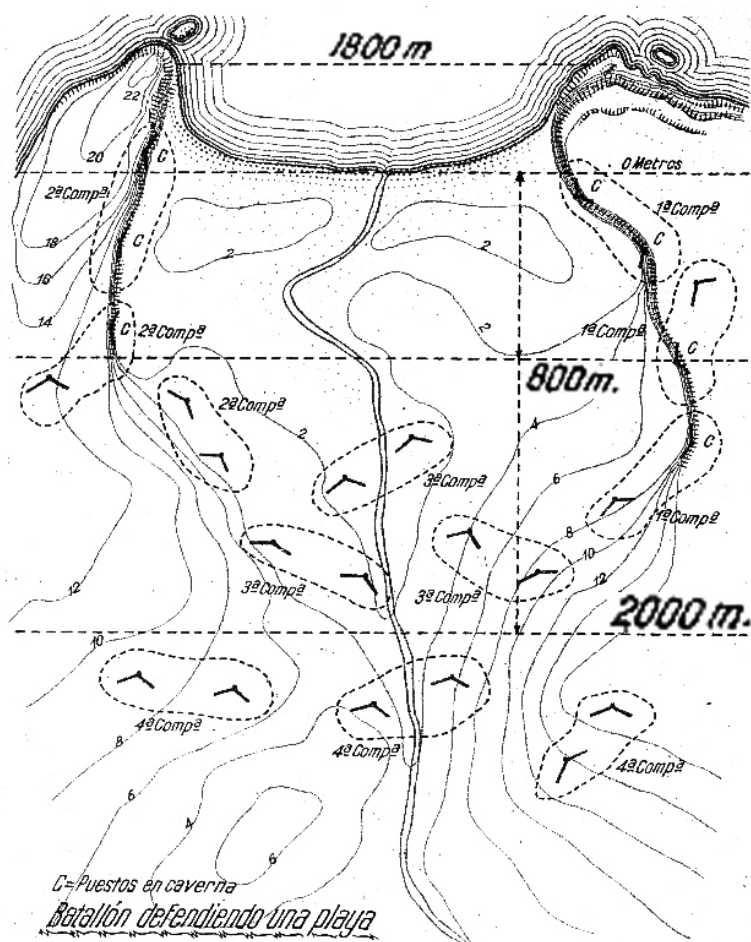 1800 m
22
20
C
0 Metros
2ª Compª
C
1ª Compª
18
C
2
2
C
16
14
C
2ª Compª
2
1ª Compª
C
800 m.
2ª Compª
2
4
C
3ª Compª
6
1ª Compª
8
10
12
12
3ª Compª
3ª Compª
2000 m.
10
4ª Compª
8
4ª Compª
4ª Compª
6
4
6
C = Puestos en caverna
Batallón defendiendo una playa